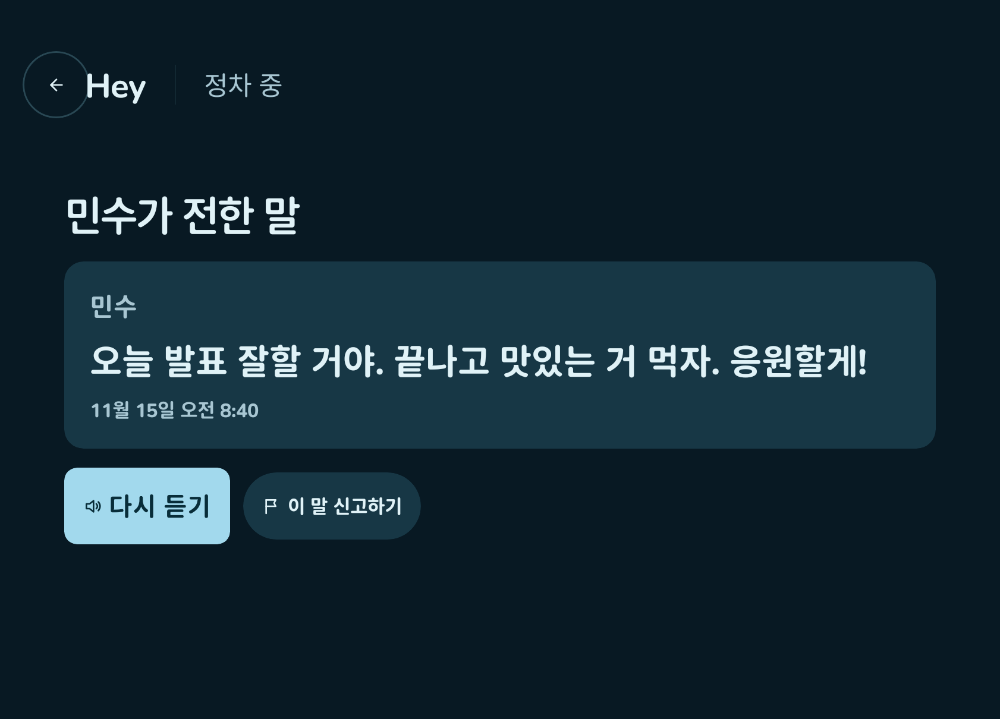 Hey 정차 중
민수가 전한 말
민수
오늘 발표 잘할 거야. 끝나고 맛있는 거 먹자. 응원할게!
11월 15일 오전 8:40
다시 듣기 이 말 신고하기